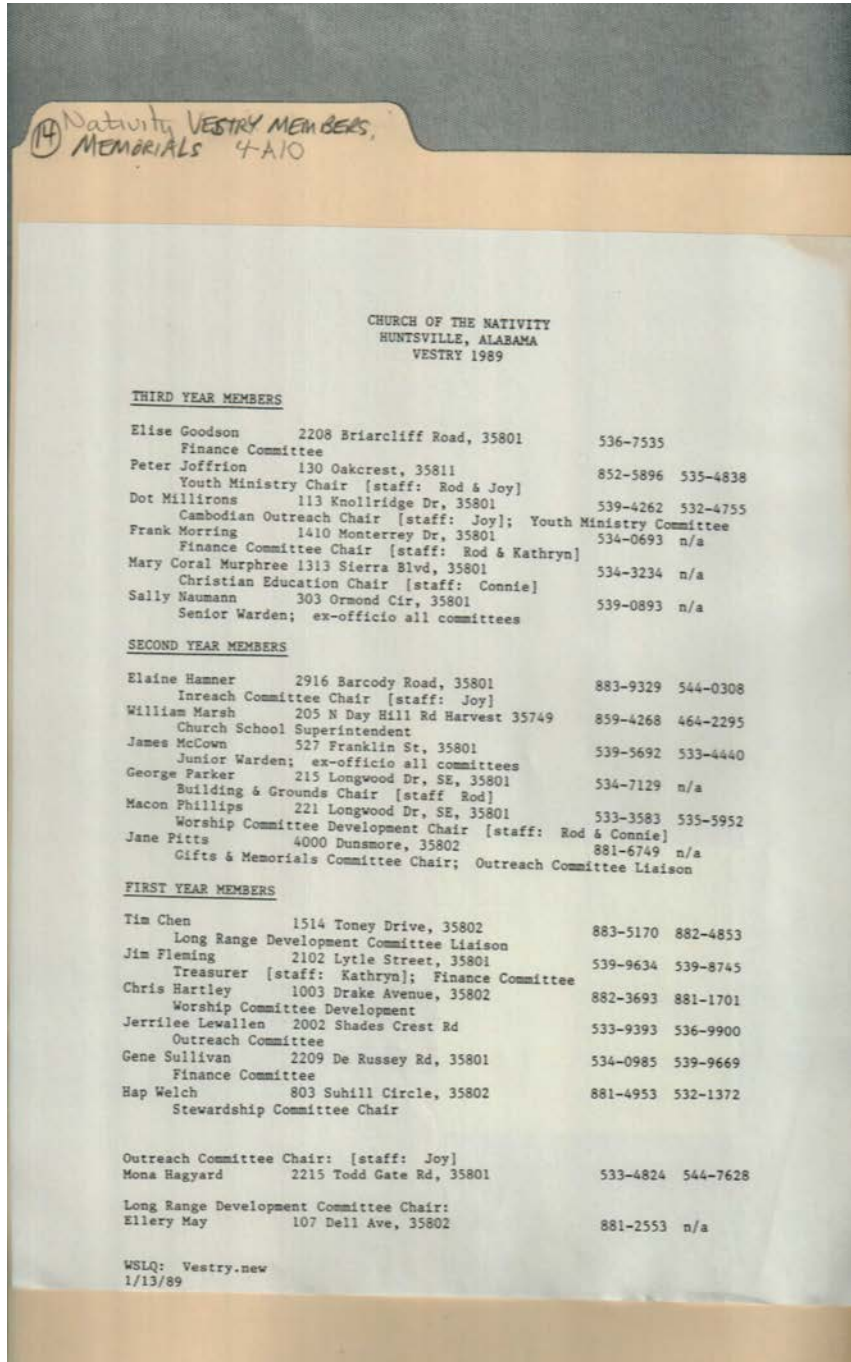 14 Nativity VESTRY MEMBERS,
MEMORIALS 4-A10
CHURCH OF THE NATIVITY
HUNTSVILLE, ALABAMA
VESTRY 1989
THIRD YEAR MEMBERS
Elise Goodson 2208 Briarcliff Road, 35801 536-7535
Finance Committee
Peter Joffrion 130 Oakcrest, 35811 852-5896 535-4838
Youth Ministry Chair [staff: Rod & Joy]
Dot Millirons 113 Knollridge Dr, 35801 539-4262 532-4755
Cambodian Outreach Chair [staff: Joy]; Youth Ministry Committee
Frank Morring 1410 Monterrey Dr, 35801 534-0693 n/a
Finance Committee Chair [staff: Rod & Kathryn]
Mary Coral Murphree 1313 Sierra Blvd, 35801 534-3234 n/a
Christian Education Chair [staff: Connie]
Sally Naumann 303 Ormond Cir, 35801 539-0893 n/a
Senior Warden; ex-officio all committees
SECOND YEAR MEMBERS
Elaine Hamner 2916 Barcody Road, 35801 883-9329 544-0308
Inreach Committee Chair [staff: Joy]
William Marsh 205 N Day Hill Rd Harvest 35749 859-4268 464-2295
Church School Superintendent
James McCown 527 Franklin St, 35801 539-5692 533-4440
Junior Warden; ex-officio all committees
George Parker 215 Longwood Dr, SE, 35801 534-7129 n/a
Building & Grounds Chair [staff Rod]
Macon Phillips 221 Longwood Dr, SE, 35801 533-3583 535-5952
Worship Committee Development Chair [staff: Rod & Connie]
Jane Pitts 4000 Dunsmore, 35802 881-6749 n/a
Gifts & Memorials Committee Chair; Outreach Committee Liaison
FIRST YEAR MEMBERS
Tim Chen 1514 Toney Drive, 35802 883-5170 882-4853
Long Range Development Committee Liaison
Jim Fleming 2102 Lytle Street, 35801 539-9634 539-8745
Treasurer [staff: Kathryn]; Finance Committee
Chris Hartley 1003 Drake Avenue, 35802 882-3693 881-1701
Worship Committee Development
Jerrilee Lewallen 2002 Shades Crest Rd 533-9393 536-9900
Outreach Committee
Gene Sullivan 2209 De Russey Rd, 35801 534-0985 539-9669
Finance Committee
Hap Welch 803 Suhill Circle, 35802 881-4953 532-1372
Stewardship Committee Chair
Outreach Committee Chair: [staff: Joy]
Mona Hagyard 2215 Todd Gate Rd, 35801 533-4824 544-7628
Long Range Development Committee Chair:
Ellery May 107 Dell Ave, 35802 881-2553 n/a
WSLQ: Vestry.new
1/13/89